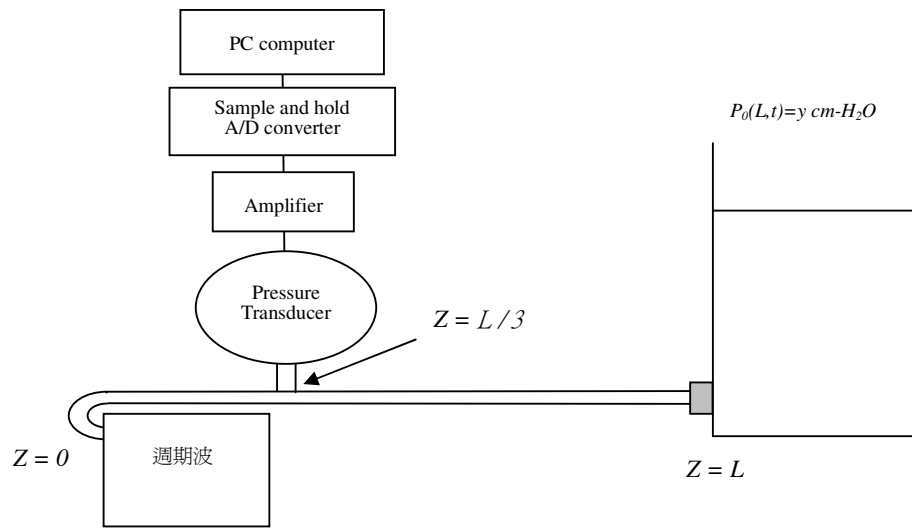 PC computer
Sample and hold
A/D converter
P₀(L,t)=y cm-H₂O
Amplifier
Pressure
Transducer
Z = L / 3
Z = 0
週期波
Z = L